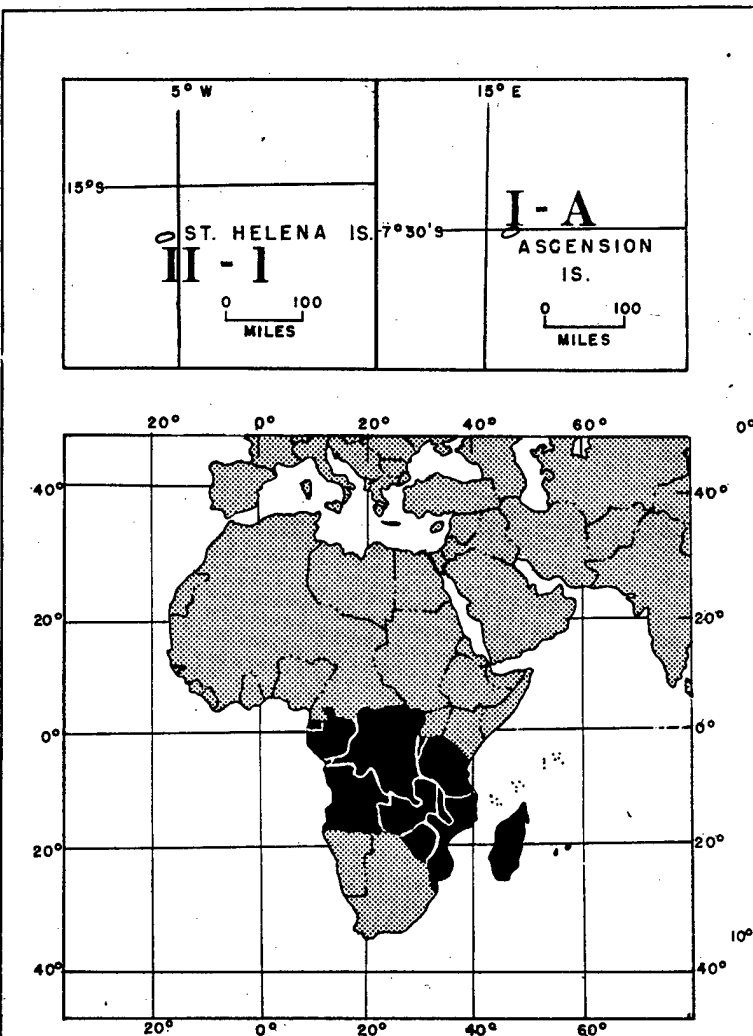 5° W
15° E
15°S
I - A
ST. HELENA IS.
7°30'S
ASCENSION
IS.
II - 1
0 100
MILES
0 100
MILES
20° 0° 20° 40° 60° 0°
40° 40°
20° 20°
0° 0°
20° 20°
10°
40° 40°
20° 0° 20° 40° 60°